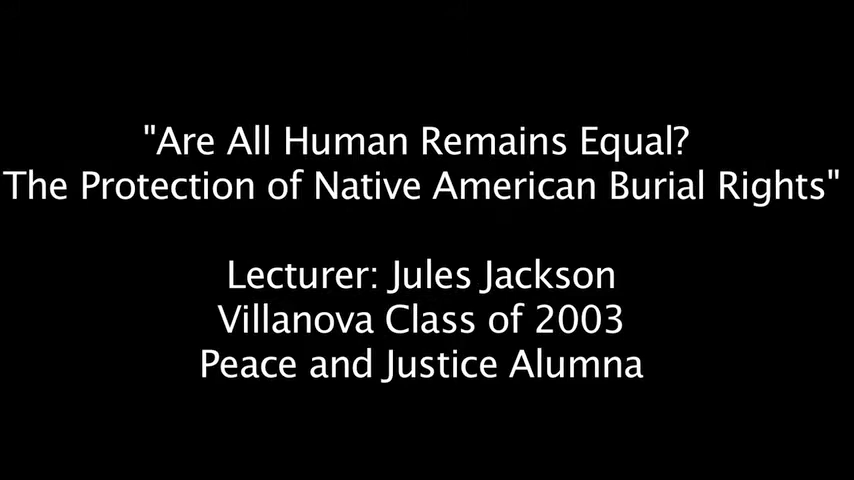 "Are All Human Remains Equal?
The Protection of Native American Burial Rights"
Lecturer: Jules Jackson
Villanova Class of 2003
Peace and Justice Alumna